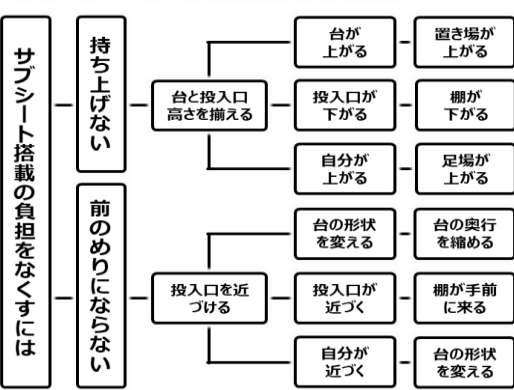 サブシート搭載の負担をなくすには
持ち上げない
台と投入口
高さを揃える
台が
上がる
置き場が
上がる
投入口が
下がる
棚が
下がる
自分が
上がる
足場が
上がる
前のめりにならない
投入口を近
づける
台の形状
を変える
台の奥行
を縮める
投入口が
近づく
棚が手前
に来る
自分が
近づく
台の形状
を変える